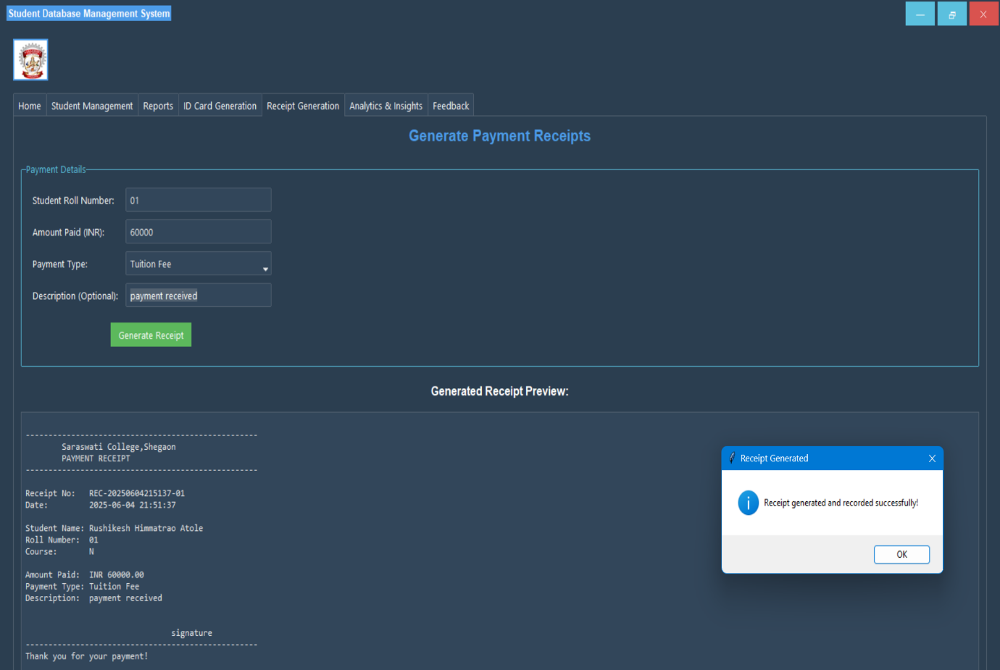 Student Database Management System
Home Student Management Reports ID Card Generation Receipt Generation Analytics & Insights Feedback
Generate Payment Receipts
Payment Details
Student Roll Number: 01
Amount Paid (INR): 60000
Payment Type: Tuition Fee
Description (Optional): payment received
Generate Receipt
Generated Receipt Preview:
--------------------------------------------------
Saraswati College,Shegaon
PAYMENT RECEIPT
--------------------------------------------------
Receipt No: REC-20250604215137-01
Date: 2025-06-04 21:51:37
Student Name: Rushikesh Himmatrao Atole
Roll Number: 01
Course: N
Amount Paid: INR 60000.00
Payment Type: Tuition Fee
Description: payment received
signature
--------------------------------------------------
Thank you for your payment!
Receipt Generated
Receipt generated and recorded successfully!
OK